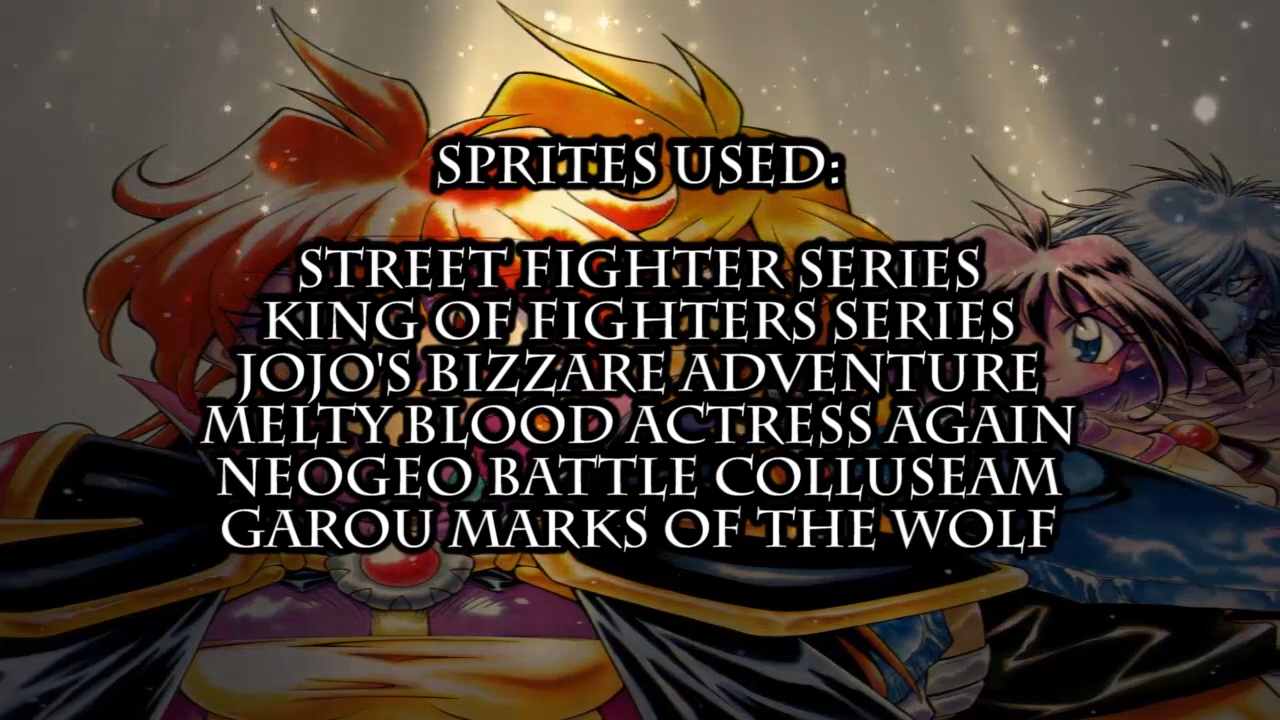 SPRITES USED:
STREET FIGHTER SERIES
KING OF FIGHTERS SERIES
JOJO'S BIZZARE ADVENTURE
MELTY BLOOD ACTRESS AGAIN
NEOGEO BATTLE COLLUSEAM
GAROU MARKS OF THE WOLF